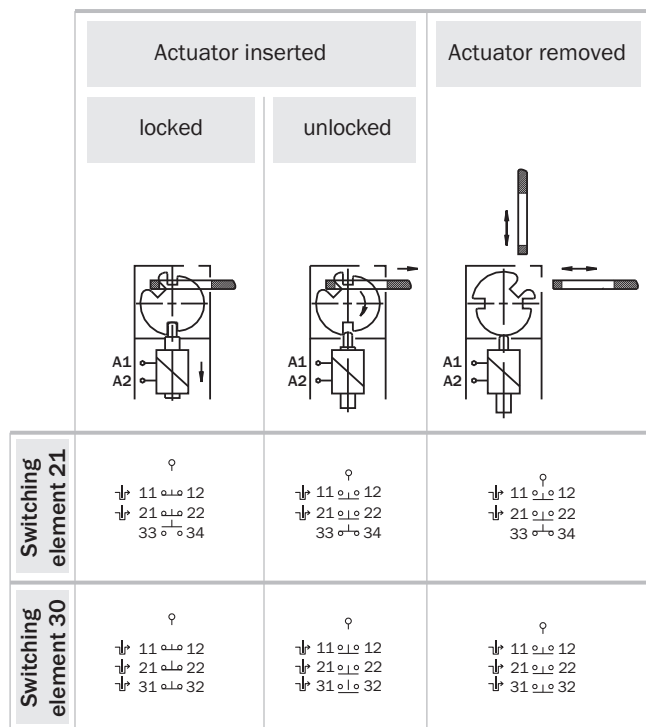 Actuator inserted
Actuator removed
locked
unlocked
A1
A2
A1
A2
A1
A2
Switching
element 21
11 12
21 22
33 34
11 12
21 22
33 34
11 12
21 22
33 34
Switching
element 30
11 12
21 22
31 32
11 12
21 22
31 32
11 12
21 22
31 32